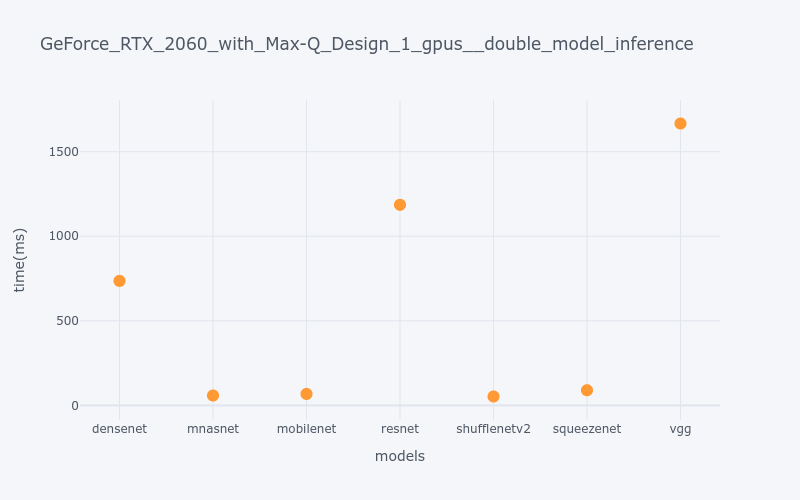 GeForce_RTX_2060_with_Max-Q_Design_1_gpus__double_model_inference
time(ms)
1500
1000
500
0
densenet mnasnet mobilenet resnet shufflenetv2 squeezenet vgg
models